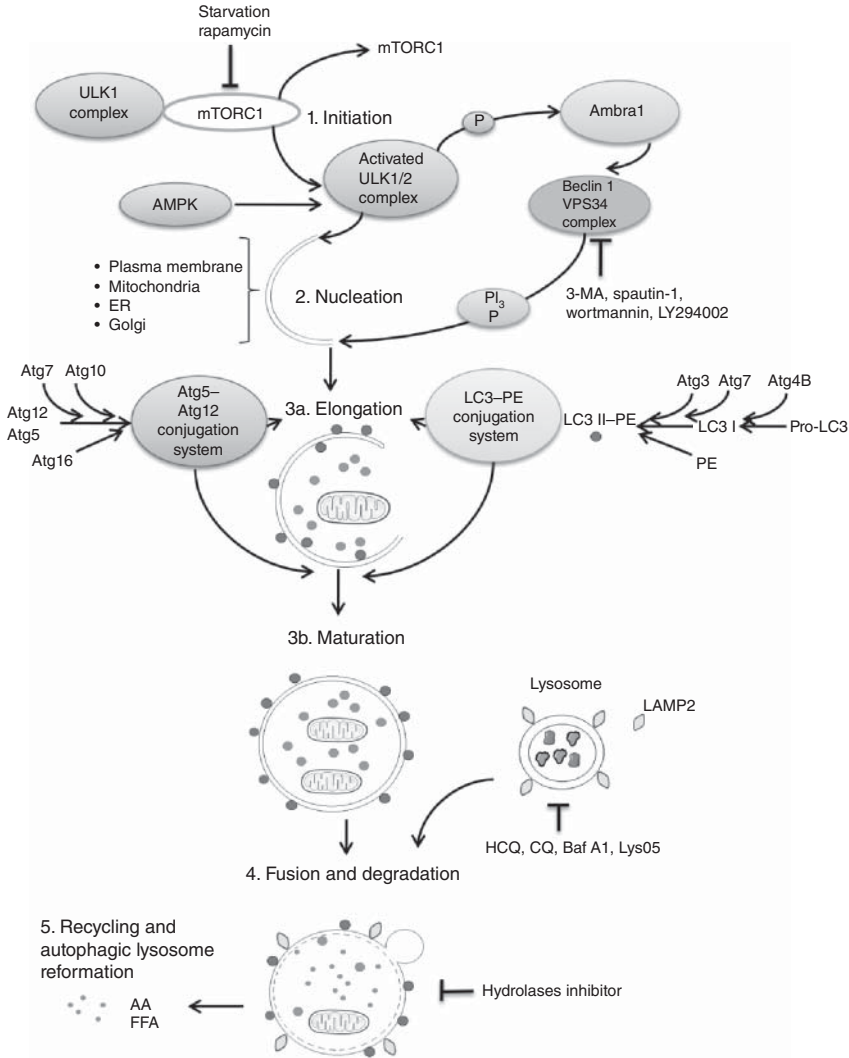 Starvation
rapamycin
mTORC1
ULK1
complex
mTORC1
1. Initiation
P
Ambra1
Activated
ULK1/2
complex
AMPK
Beclin 1
VPS34
complex
• Plasma membrane
• Mitochondria
• ER
• Golgi
2. Nucleation
PI3
P
3-MA, spautin-1,
wortmannin, LY294002
Atg7
Atg10
Atg12
Atg5
Atg16
Atg5–
Atg12
conjugation
system
3a. Elongation
LC3–PE
conjugation
system
LC3 II–PE
Atg3
Atg7
Atg4B
LC3 I
Pro-LC3
PE
3b. Maturation
Lysosome
LAMP2
HCQ, CQ, Baf A1, Lys05
4. Fusion and degradation
5. Recycling and
autophagic lysosome
reformation
AA
FFA
Hydrolases inhibitor